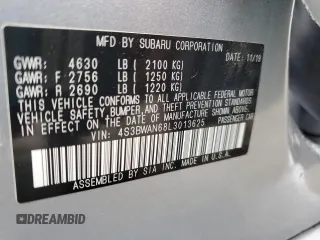 MFD BY SUBARU CORPORATION
DATE: 11/19
GVWR: 4630 LB ( 2100 KG)
GAWR: F 2756 LB ( 1250 KG)
GAWR: R 2690 LB ( 1220 KG)
THIS VEHICLE CONFORMS TO ALL APPLICABLE FEDERAL MOTOR
VEHICLE SAFETY, BUMPER, AND THEFT PREVENTION STANDARDS
IN EFFECT ON THE DATE OF MANUFACTURE SHOWN ABOVE.
VIN: 4S3BWAN68L3013625 PASSENGER CAR
ASSEMBLED BY SIA INC. MADE IN U.S.A.
DREAMBID